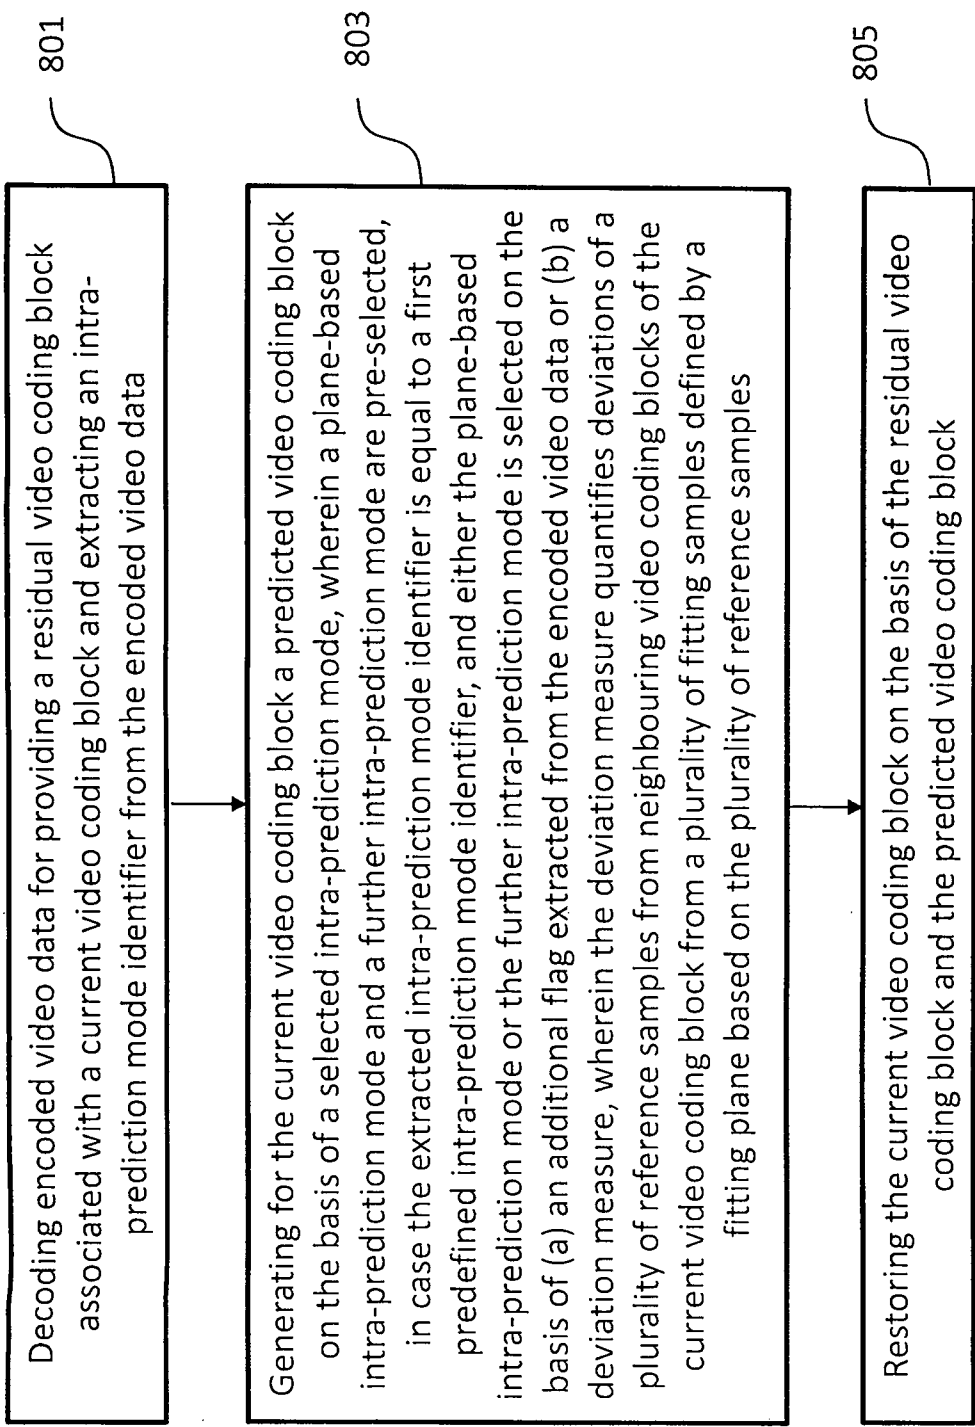 Decoding encoded video data for providing a residual video coding block
associated with a current video coding block and extracting an intra-
prediction mode identifier from the encoded video data
801
Generating for the current video coding block a predicted video coding block
on the basis of a selected intra-prediction mode, wherein a plane-based
intra-prediction mode and a further intra-prediction mode are pre-selected,
in case the extracted intra-prediction mode identifier is equal to a first
predefined intra-prediction mode identifier, and either the plane-based
intra-prediction mode or the further intra-prediction mode is selected on the
basis of (a) an additional flag extracted from the encoded video data or (b) a
deviation measure, wherein the deviation measure quantifies deviations of a
plurality of reference samples from neighbouring video coding blocks of the
current video coding block from a plurality of fitting samples defined by a
fitting plane based on the plurality of reference samples
803
Restoring the current video coding block on the basis of the residual video
coding block and the predicted video coding block
805